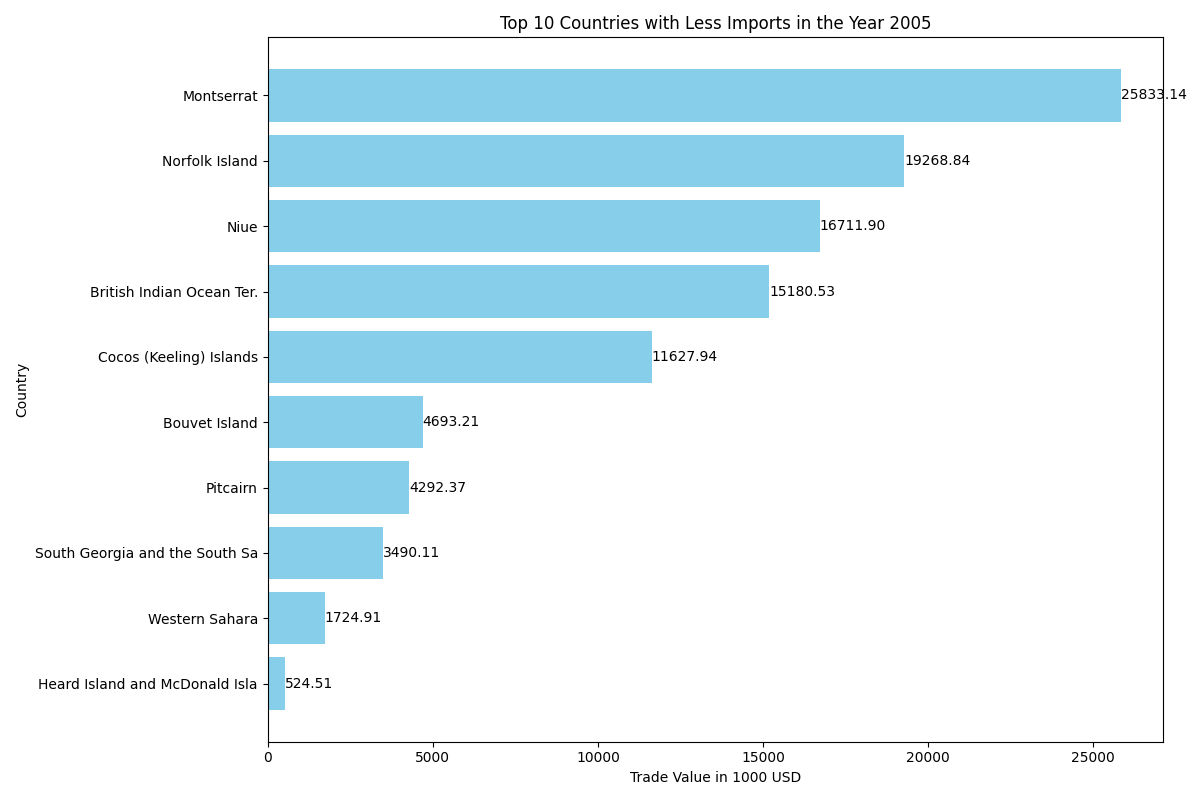 Top 10 Countries with Less Imports in the Year 2005
Montserrat
25833.14
Norfolk Island
19268.84
Niue
16711.90
British Indian Ocean Ter.
15180.53
Cocos (Keeling) Islands
11627.94
Country
Bouvet Island
4693.21
Pitcairn
4292.37
South Georgia and the South Sa
3490.11
Western Sahara
1724.91
Heard Island and McDonald Isla
524.51
0 5000 10000 15000 20000 25000
Trade Value in 1000 USD